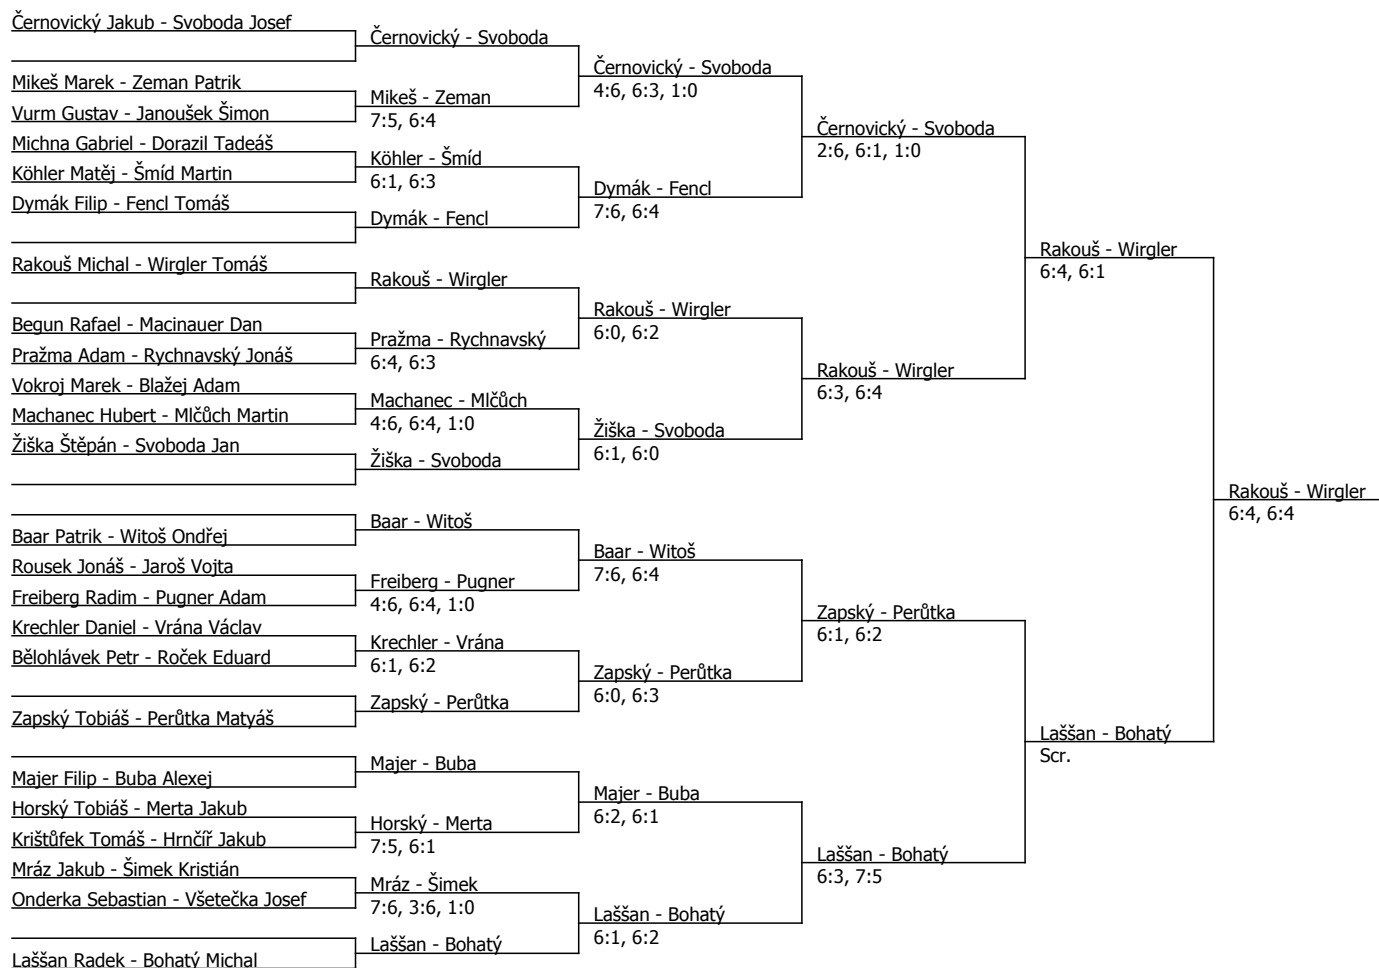 Černovický Jakub - Svoboda Josef
Mikeš Marek - Zeman Patrik
Vurm Gustav - Janoušek Šimon
Michna Gabriel - Dorazil Tadeáš
Köhler Matěj - Šmíd Martin
Dymák Filip - Fencl Tomáš
Rakouš Michal - Wirgler Tomáš
Begun Rafael - Macinauer Dan
Pražma Adam - Rychnavský Jonáš
Vokroj Marek - Blažej Adam
Machanec Hubert - Mlčůch Martin
Žiška Štěpán - Svoboda Jan
Baar Patrik - Witoš Ondřej
Rousek Jonáš - Jaroš Vojta
Freiberg Radim - Pugner Adam
Krechler Daniel - Vrána Václav
Bělohlávek Petr - Roček Eduard
Zapský Tobiáš - Perůtka Matyáš
Majer Filip - Buba Alexej
Horský Tobiáš - Merta Jakub
Krištůfek Tomáš - Hrnčíř Jakub
Mráz Jakub - Šimek Kristián
Onderka Sebastian - Všetečka Josef
Laššan Radek - Bohatý Michal
Černovický - Svoboda
Mikeš - Zeman
7:5, 6:4
Köhler - Šmíd
6:1, 6:3
Dymák - Fencl
Rakouš - Wirgler
Pražma - Rychnavský
6:4, 6:3
Machanec - Mlčůch
4:6, 6:4, 1:0
Žiška - Svoboda
Baar - Witoš
Freiberg - Pugner
4:6, 6:4, 1:0
Krechler - Vrána
6:1, 6:2
Zapský - Perůtka
Majer - Buba
Horský - Merta
7:5, 6:1
Mráz - Šimek
7:6, 3:6, 1:0
Laššan - Bohatý
Černovický - Svoboda
4:6, 6:3, 1:0
Dymák - Fencl
7:6, 6:4
Rakouš - Wirgler
6:0, 6:2
Žiška - Svoboda
6:1, 6:0
Baar - Witoš
7:6, 6:4
Zapský - Perůtka
6:0, 6:3
Majer - Buba
6:2, 6:1
Laššan - Bohatý
6:1, 6:2
Černovický - Svoboda
2:6, 6:1, 1:0
Rakouš - Wirgler
6:3, 6:4
Zapský - Perůtka
6:1, 6:2
Laššan - Bohatý
6:3, 7:5
Rakouš - Wirgler
6:4, 6:1
Laššan - Bohatý
Scr.
Rakouš - Wirgler
6:4, 6:4